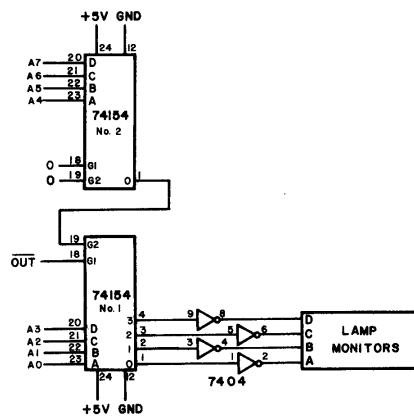 +5V GND
24 12
A7 20 D
A6 21 C
A5 22 B
A4 23 A
74154
No. 2
0 18 G1
0 19 G2 0 1
19 G2
OUT 18 G1
74154
No. 1
A3 20 D
A2 21 C
A1 22 B
A0 23 A
3 4 9 8 D
2 3 5 6 C
1 2 3 4 B
0 1 1 2 A
LAMP
MONITORS
7404
24 12
+5V GND